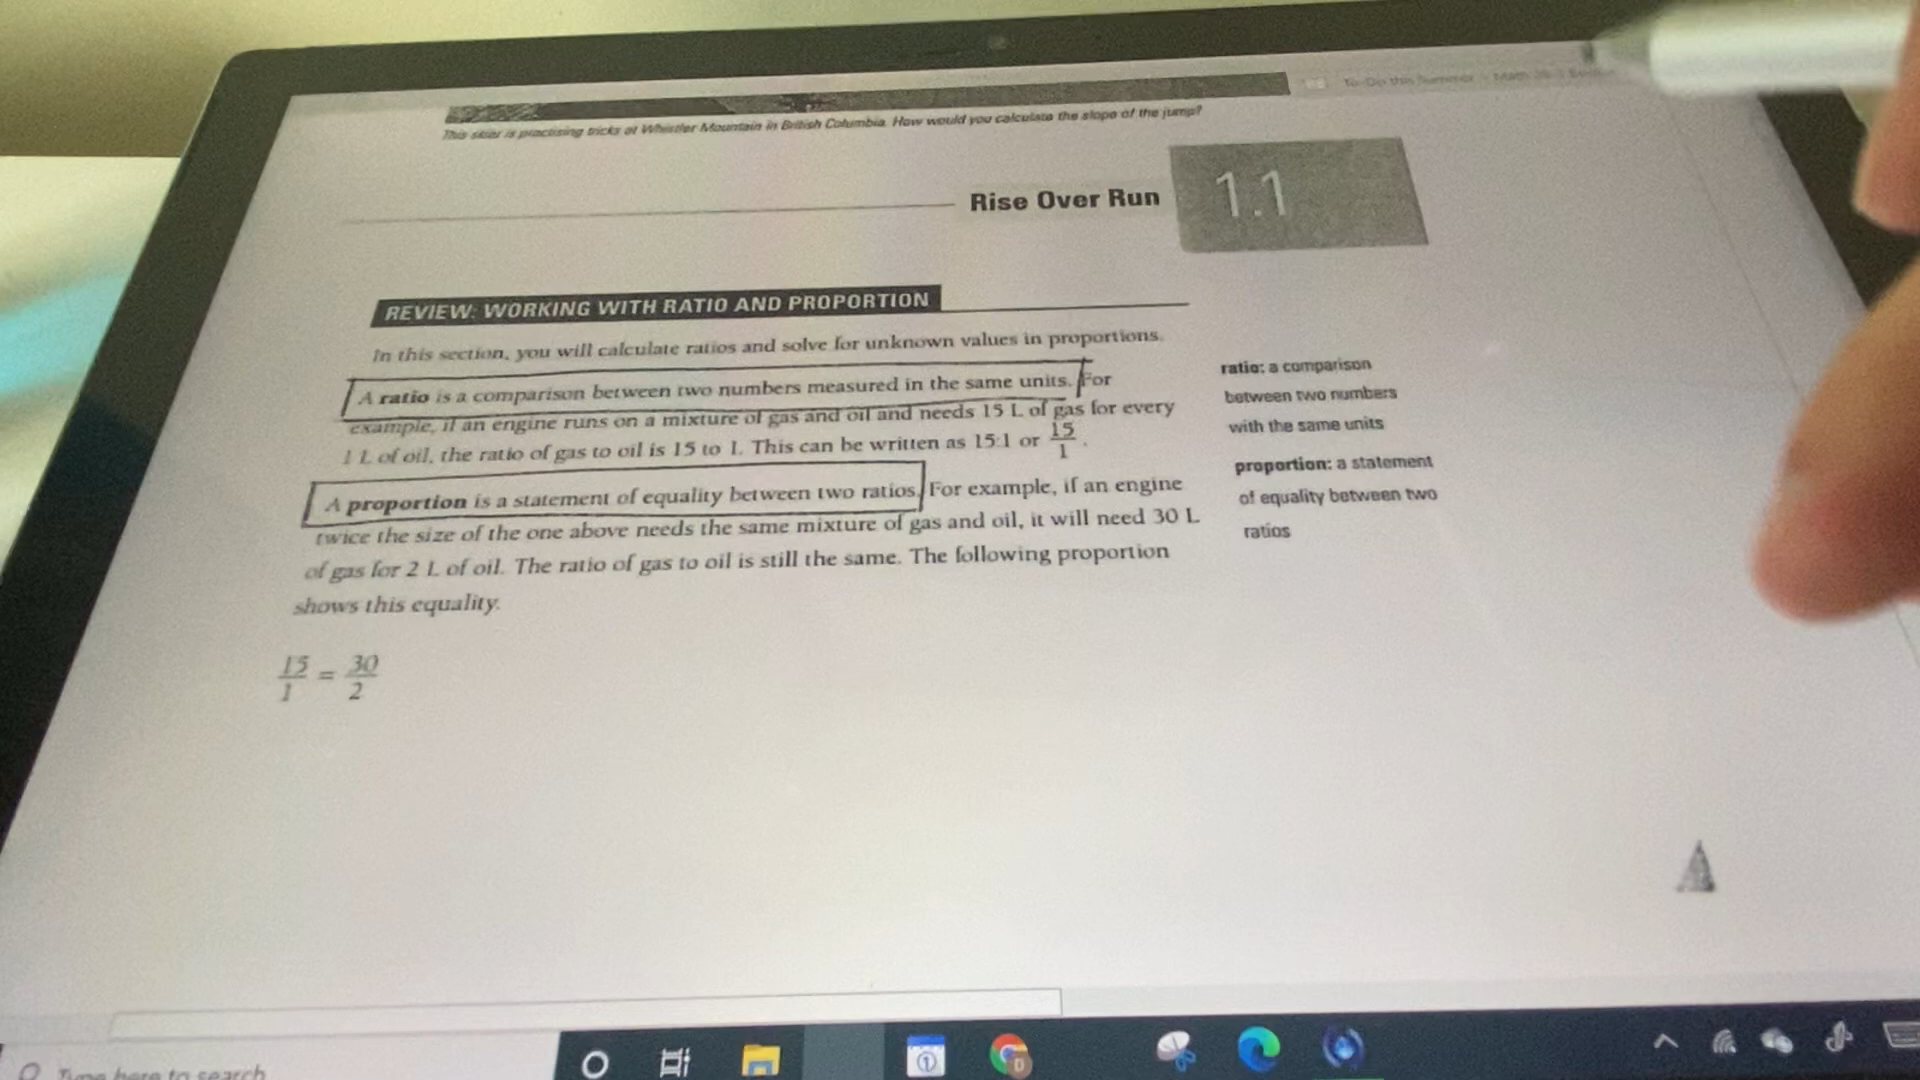 This skier is practising tricks at Whistler Mountain in British Columbia. How would you calculate the slope of the jump?
Rise Over Run
1.1
REVIEW: WORKING WITH RATIO AND PROPORTION
In this section, you will calculate ratios and solve for unknown values in proportions.
A ratio is a comparison between two numbers measured in the same units. For
example, if an engine runs on a mixture of gas and oil and needs 15 L of gas for every
1 L of oil, the ratio of gas to oil is 15 to 1. This can be written as 15:1 or 15/1.
A proportion is a statement of equality between two ratios. For example, if an engine
twice the size of the one above needs the same mixture of gas and oil, it will need 30 L
of gas for 2 L of oil. The ratio of gas to oil is still the same. The following proportion
shows this equality.
15/1 = 30/2
ratio: a comparison
between two numbers
with the same units
proportion: a statement
of equality between two
ratios
Type here to search